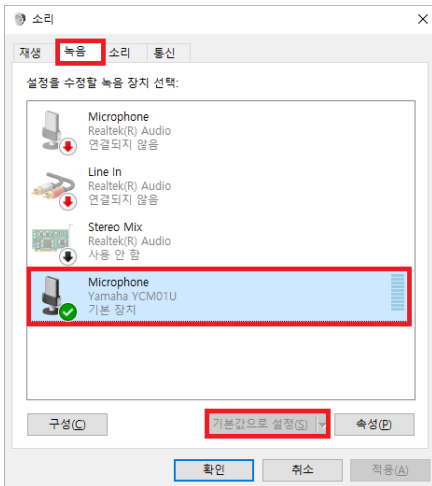 소리
재생 녹음 소리 통신
설정을 수정할 녹음 장치 선택:
Microphone
Realtek(R) Audio
연결되지 않음
Line In
Realtek(R) Audio
연결되지 않음
Stereo Mix
Realtek(R) Audio
사용 안 함
Microphone
Yamaha YCM01U
기본 장치
구성(C) 기본값으로 설정(S) 속성(P)
확인 취소 적용(A)